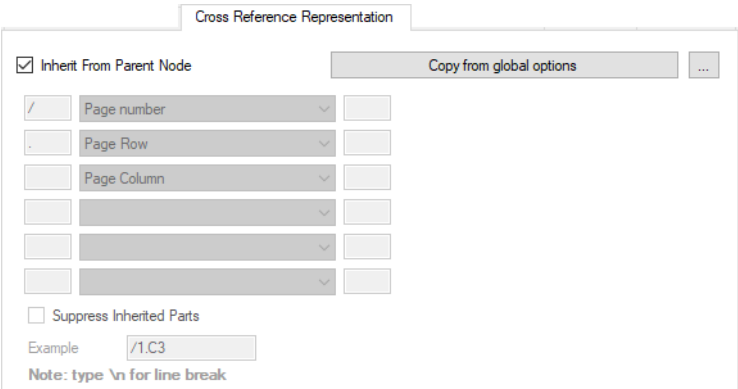 Cross Reference Representation
Inherit From Parent Node Copy from global options ...
/ Page number
. Page Row
Page Column
Suppress Inherited Parts
Example /1.C3
Note: type \n for line break